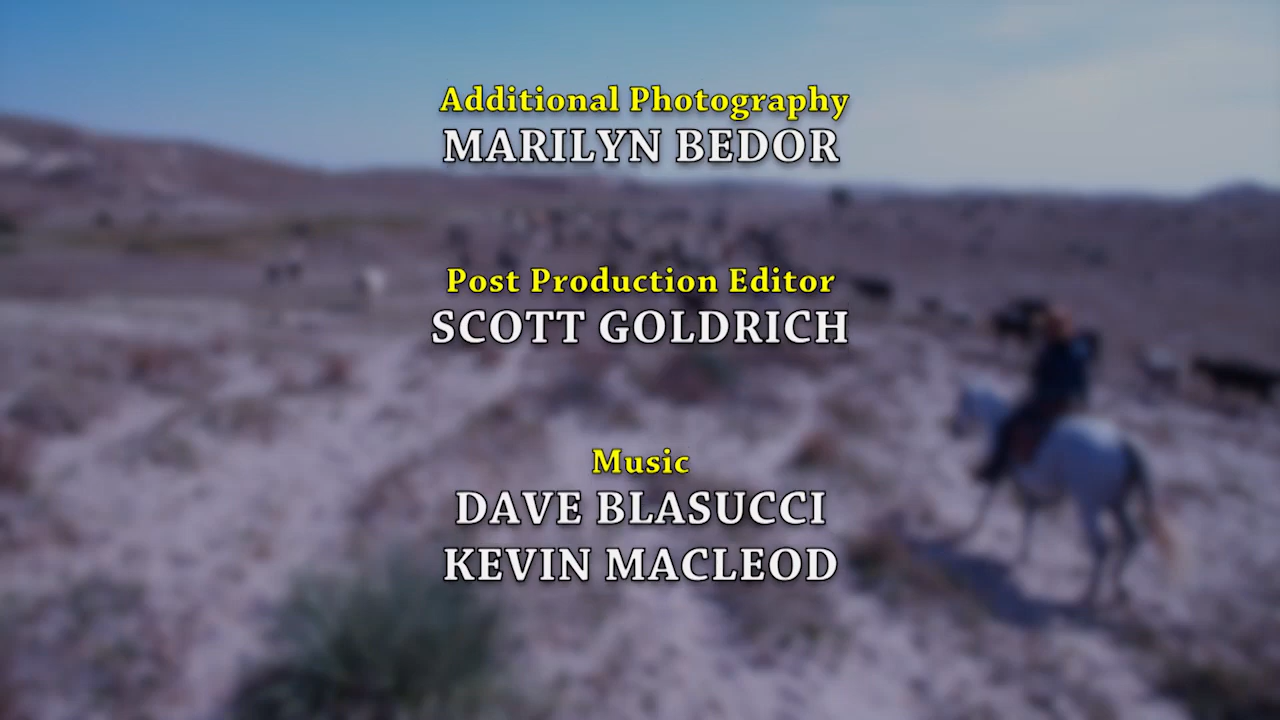 Additional Photography
MARILYN BEDOR
Post Production Editor
SCOTT GOLDRICH
Music
DAVE BLASUCCI
KEVIN MACLEOD